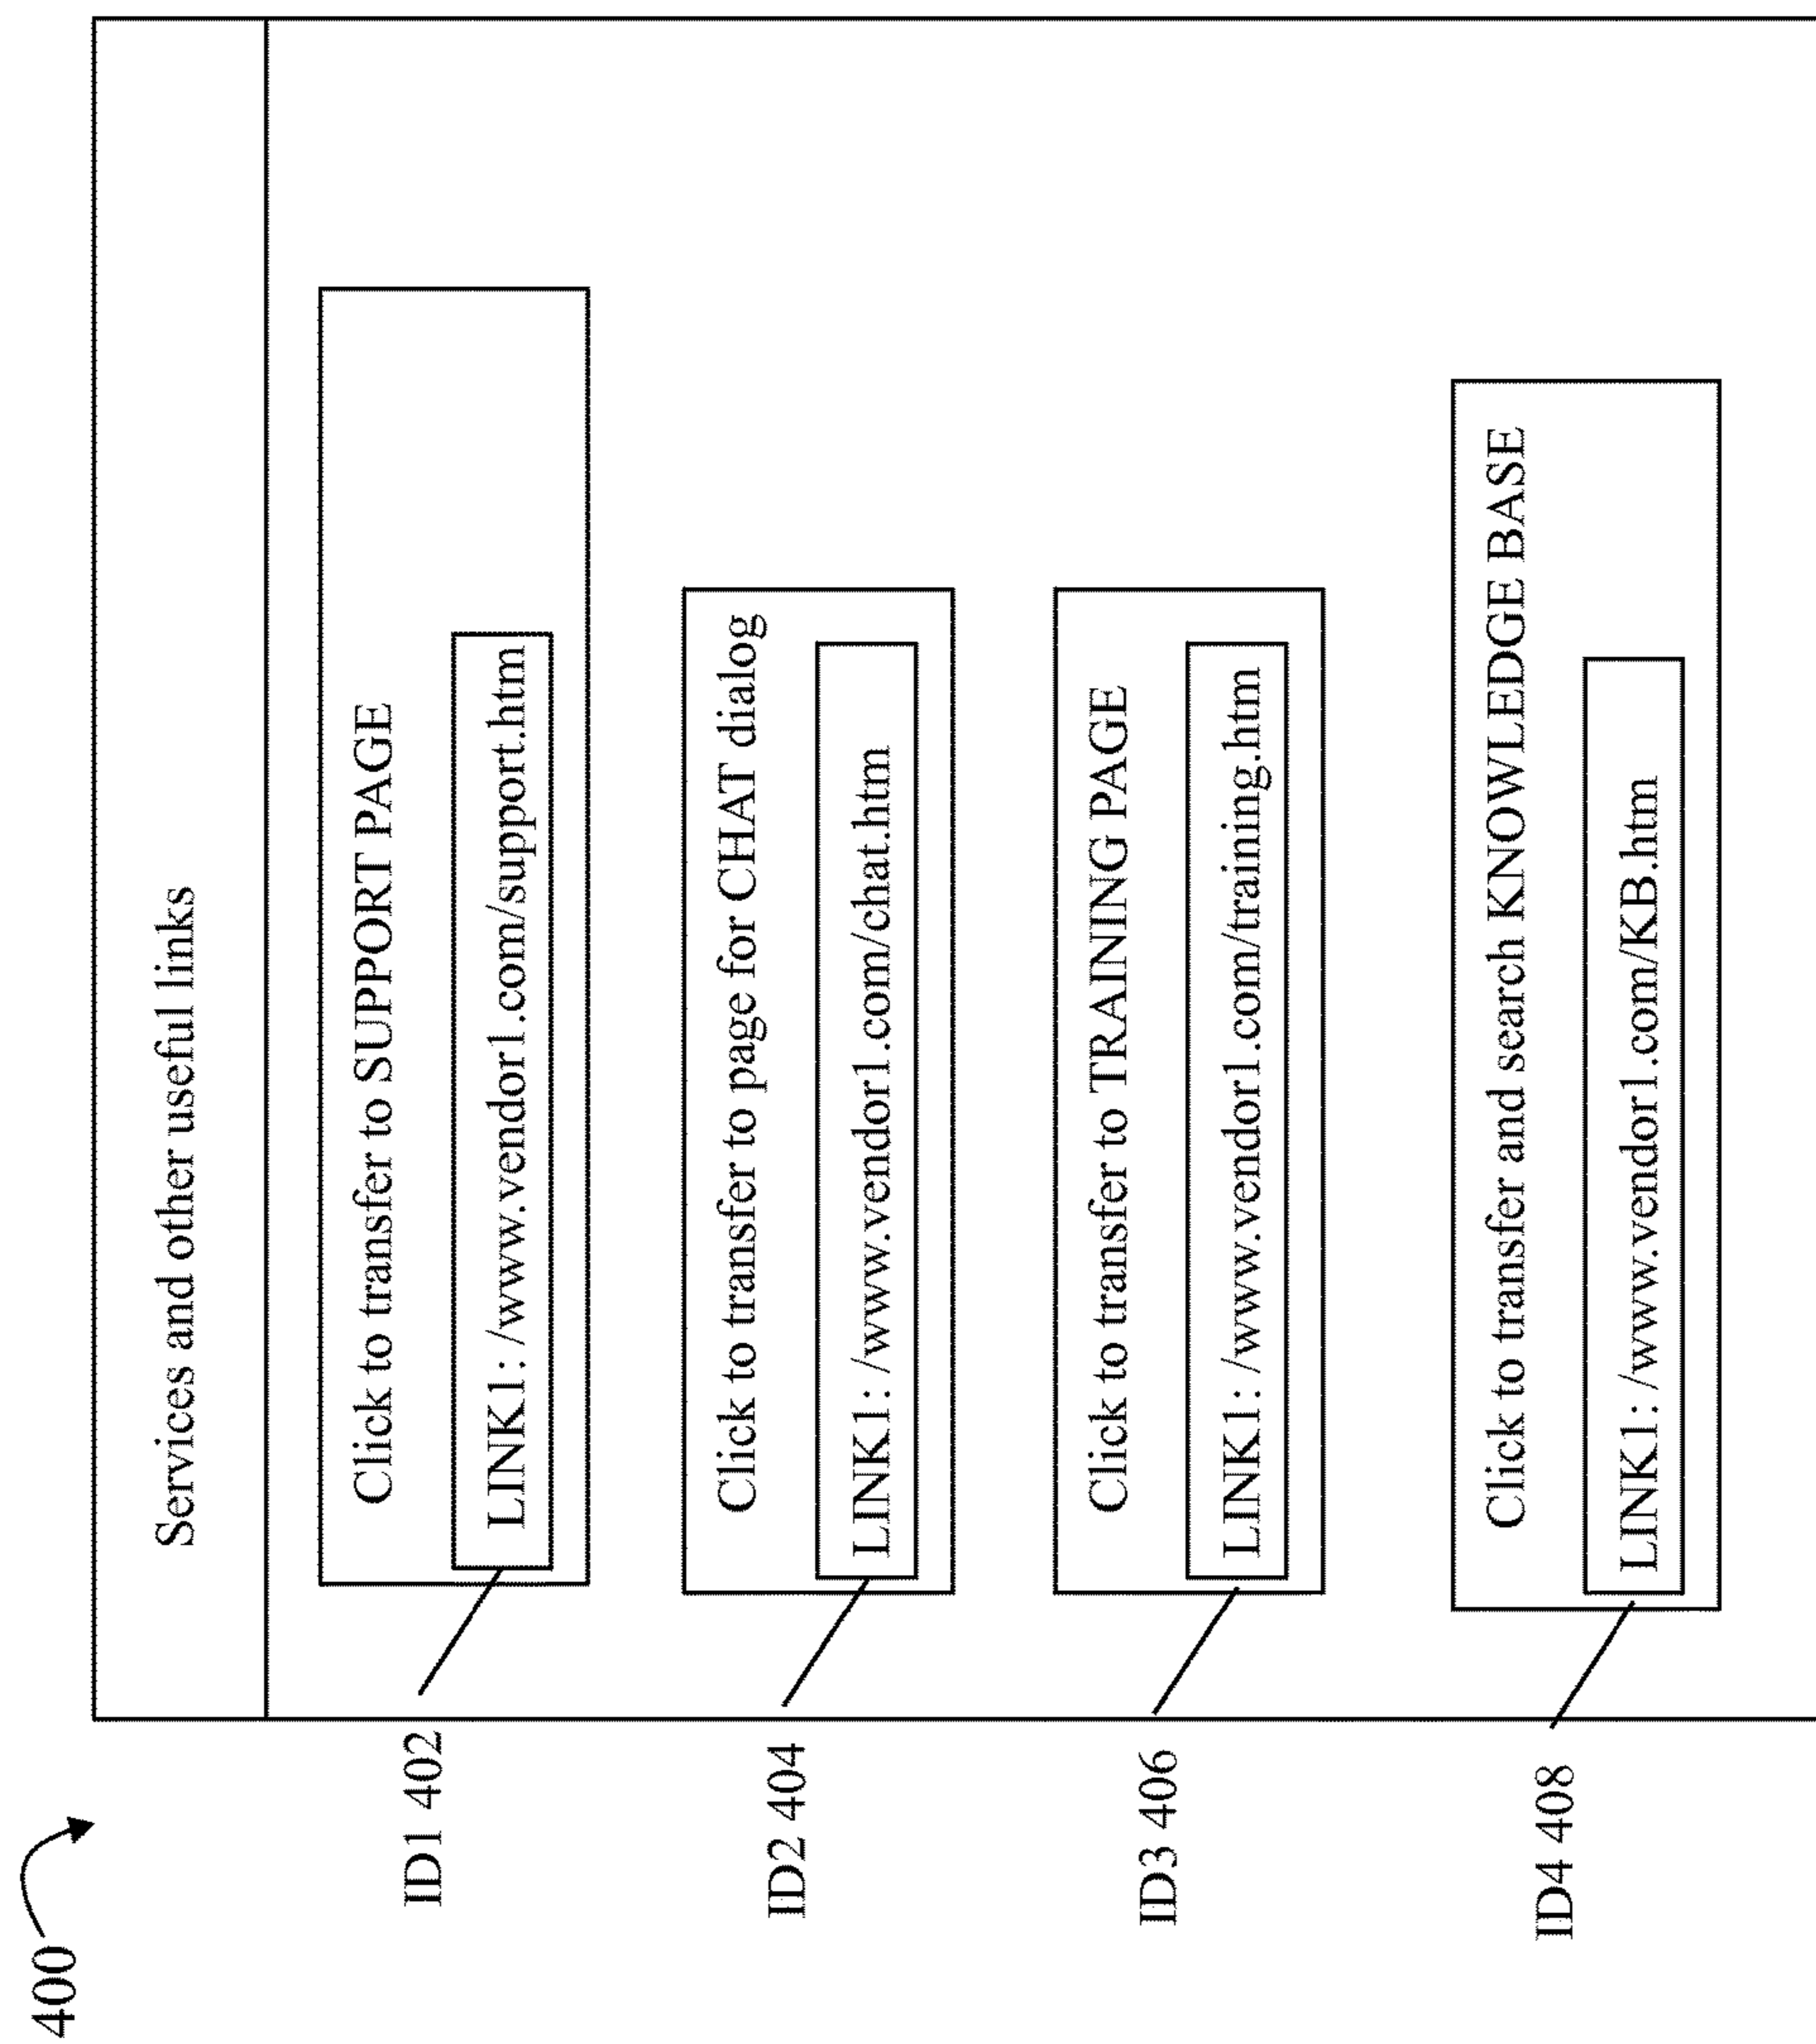 400
Services and other useful links
Click to transfer to SUPPORT PAGE
ID1 402
LINK1: /www.vendor1.com/support.htm
Click to transfer to page for CHAT dialog
ID2 404
LINK1: /www.vendor1.com/chat.htm
Click to transfer to TRAINING PAGE
ID3 406
LINK1: /www.vendor1.com/training.htm
Click to transfer and search KNOWLEDGE BASE
ID4 408
LINK1: /www.vendor1.com/KB.htm